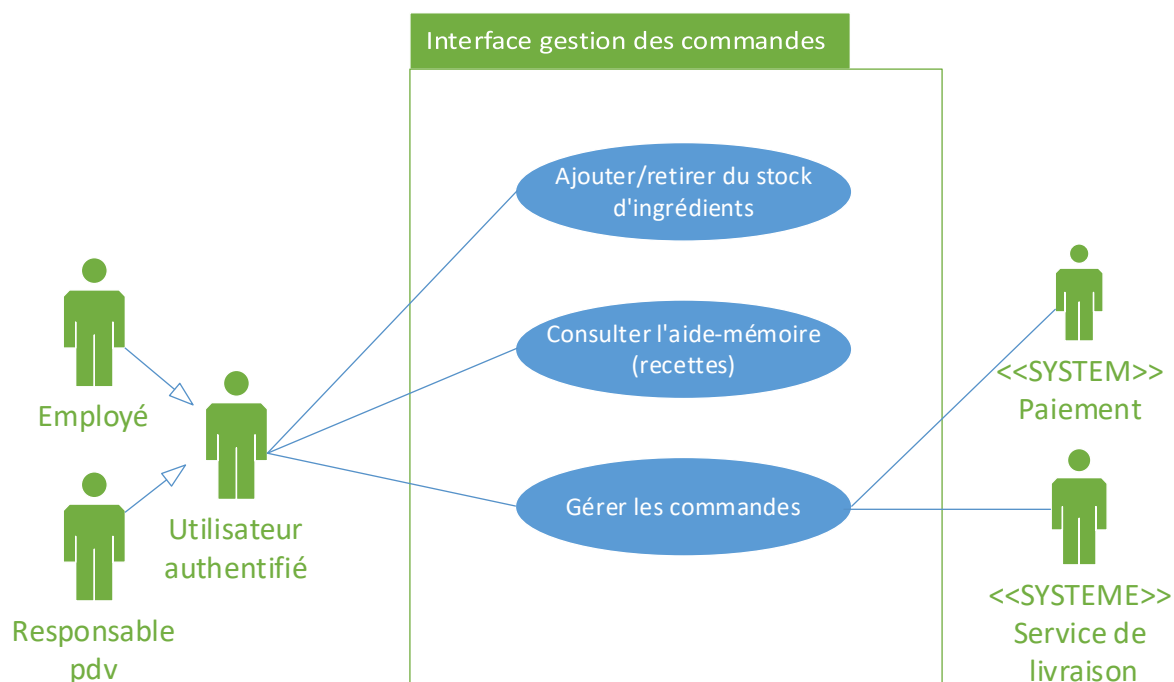 Interface gestion des commandes
Ajouter/retirer du stock
d'ingrédients
Consulter l'aide-mémoire
(recettes)
Gérer les commandes
Employé
Responsable
pdv
Utilisateur
authentifié
<<SYSTEM>>
Paiement
<<SYSTEME>>
Service de
livraison